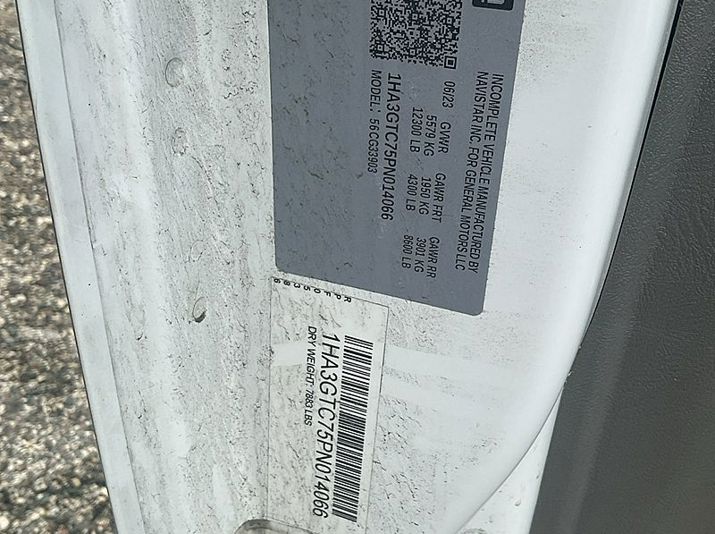 INCOMPLETE VEHICLE MANUFACTURED BY
NAVISTAR INC. FOR GENERAL MOTORS LLC
06/23 GVWR GAWR FRT GAWR RR
5579 KG 1950 KG 3901 KG
12300 LB 4300 LB 8600 LB
1HA3GTC75PN014066
MODEL: 56CG33903
1HA3GTC75PN014066
DRY WEIGHT: 7883 LBS